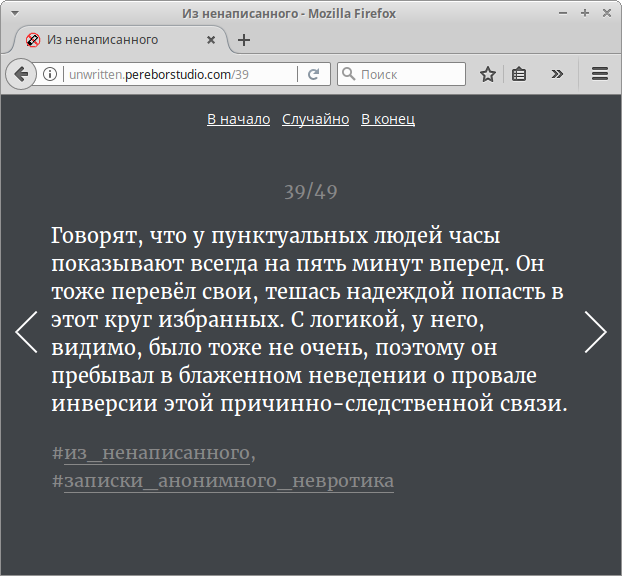 Из ненаписанного - Mozilla Firefox
Из ненаписанного
unwritten.pereborstudio.com/39
Поиск
В начало Случайно В конец
39/49
Говорят, что у пунктуальных людей часы
показывают всегда на пять минут вперед. Он
тоже перевёл свои, тешась надеждой попасть в
этот круг избранных. С логикой, у него,
видимо, было тоже не очень, поэтому он
пребывал в блаженном неведении о провале
инверсии этой причинно-следственной связи.
#из_ненаписанного,
#записки_анонимного_невротика